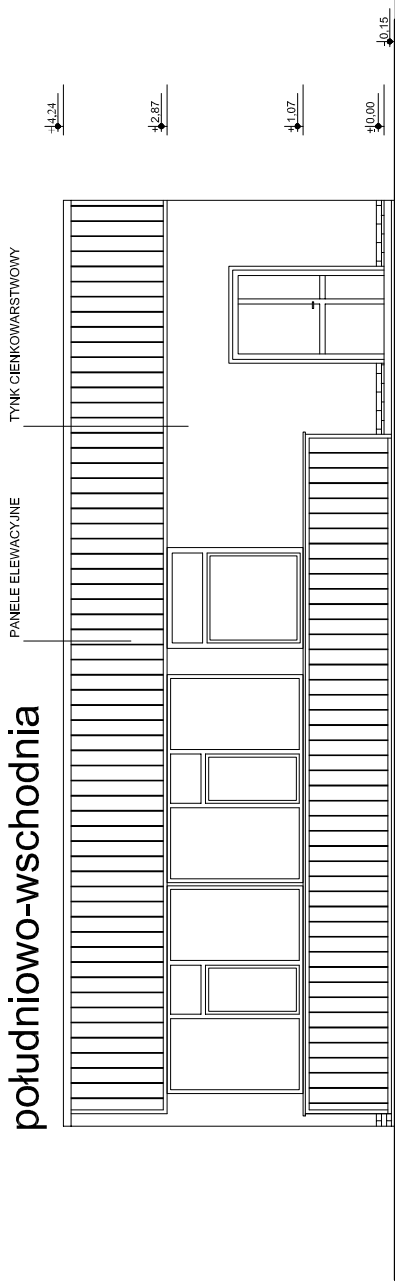 południowo-wschodnia
PANELE ELEWACYJNE
TYNK CIENKOWARSTWOWY
+4,24
+2,87
+1,07
±0,00
-0,15